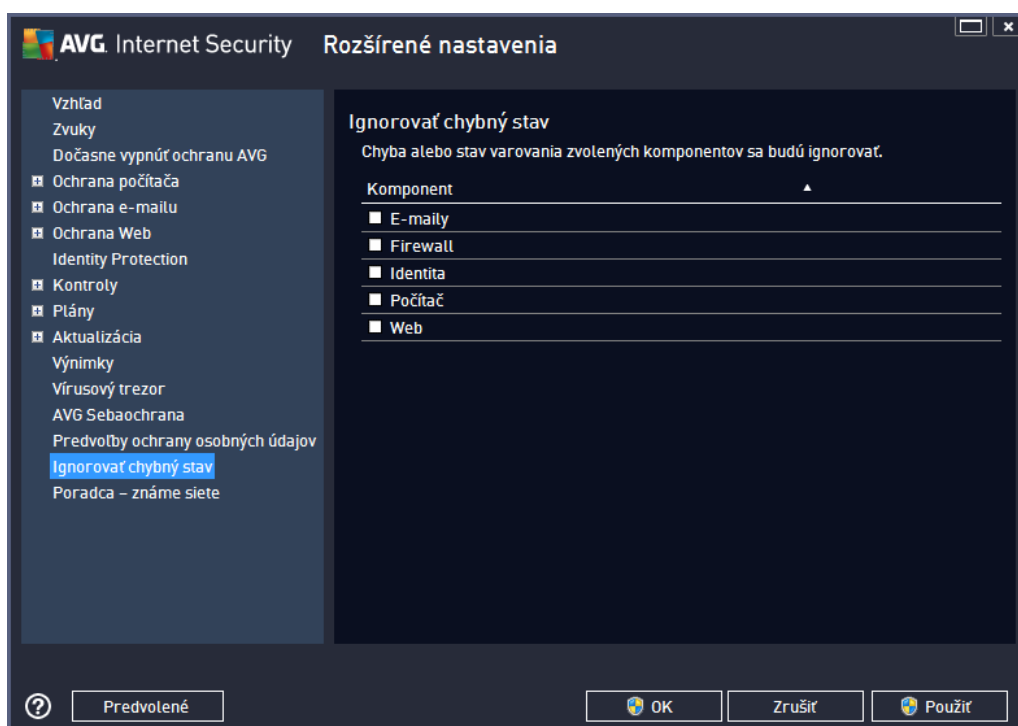 AVG. Internet Security Rozšírené nastavenia
Vzhľad
Zvuky
Dočasne vypnúť ochranu AVG
Ochrana počítača
Ochrana e-mailu
Ochrana Web
Identity Protection
Kontroly
Plány
Aktualizácia
Výnimky
Vírusový trezor
AVG Sebaochrana
Predvoľby ochrany osobných údajov
Ignorovať chybný stav
Poradca – známe siete
Ignorovať chybný stav
Chyba alebo stav varovania zvolených komponentov sa budú ignorovať.
Komponent
E-maily
Firewall
Identita
Počítač
Web
Predvolené
OK
Zrušiť
Použiť